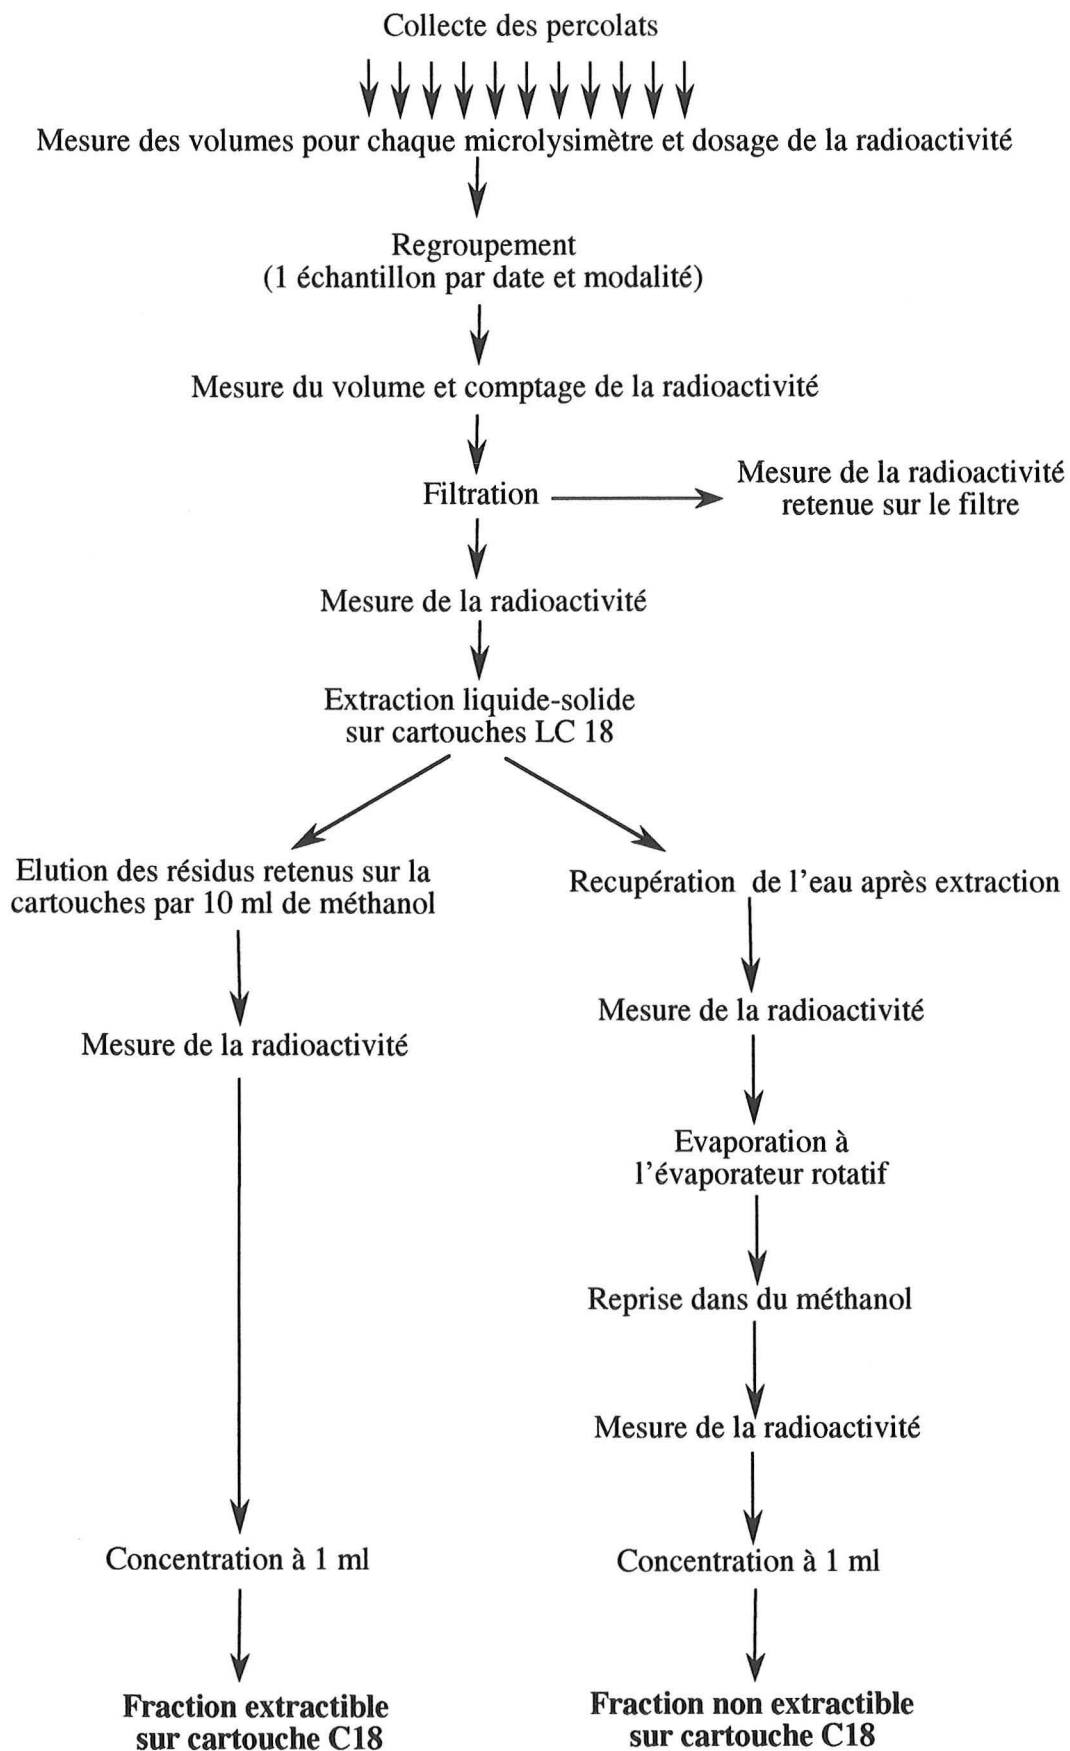 Collecte des percolats
Mesure des volumes pour chaque microlysimètre et dosage de la radioactivité
Regroupement
(1 échantillon par date et modalité)
Mesure du volume et comptage de la radioactivité
Filtration
Mesure de la radioactivité
retenue sur le filtre
Mesure de la radioactivité
Extraction liquide-solide
sur cartouches LC 18
Elution des résidus retenus sur la
cartouches par 10 ml de méthanol
Mesure de la radioactivité
Concentration à 1 ml
Fraction extractible
sur cartouche C18
Recupération de l'eau après extraction
Mesure de la radioactivité
Evaporation à
l'évaporateur rotatif
Reprise dans du méthanol
Mesure de la radioactivité
Concentration à 1 ml
Fraction non extractible
sur cartouche C18